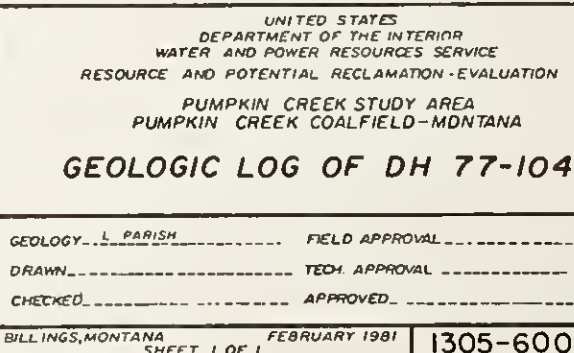 UNITED STATES
DEPARTMENT OF THE INTERIOR
WATER AND POWER RESOURCES SERVICE
RESOURCE AND POTENTIAL RECLAMATION-EVALUATION
PUMPKIN CREEK STUDY AREA
PUMPKIN CREEK COALFIELD-MONTANA
GEOLOGIC LOG OF DH 77-104
GEOLOGY L PARISH FIELD APPROVAL
DRAWN TECH. APPROVAL
CHECKED APPROVED
BILLINGS, MONTANA FEBRUARY 1981 1305-600
SHEET 1 OF 1